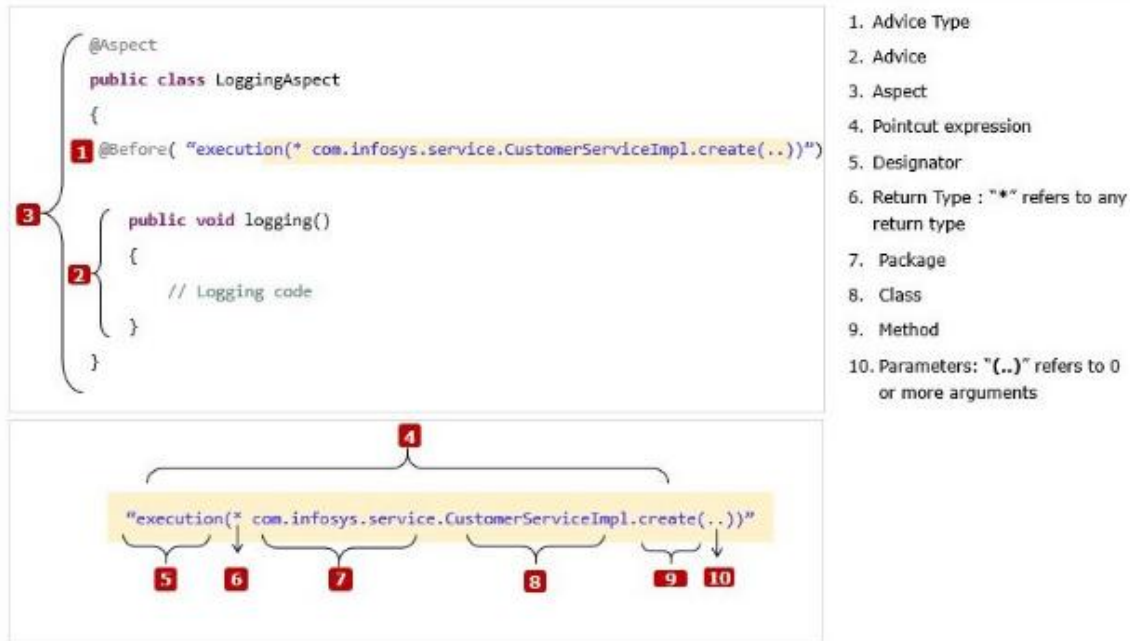 @Aspect
public class LoggingAspect
{
1 @Before( “execution(* com.infosys.service.CustomerServiceImpl.create(..))”)
3
public void logging()
{
2
// Logging code
}
}
1. Advice Type
2. Advice
3. Aspect
4. Pointcut expression
5. Designator
6. Return Type : “*” refers to any
return type
7. Package
8. Class
9. Method
10. Parameters: “(..)” refers to 0
or more arguments
4
“execution(* com.infosys.service.CustomerServiceImpl.create(..))”
5 6 7 8 9 10